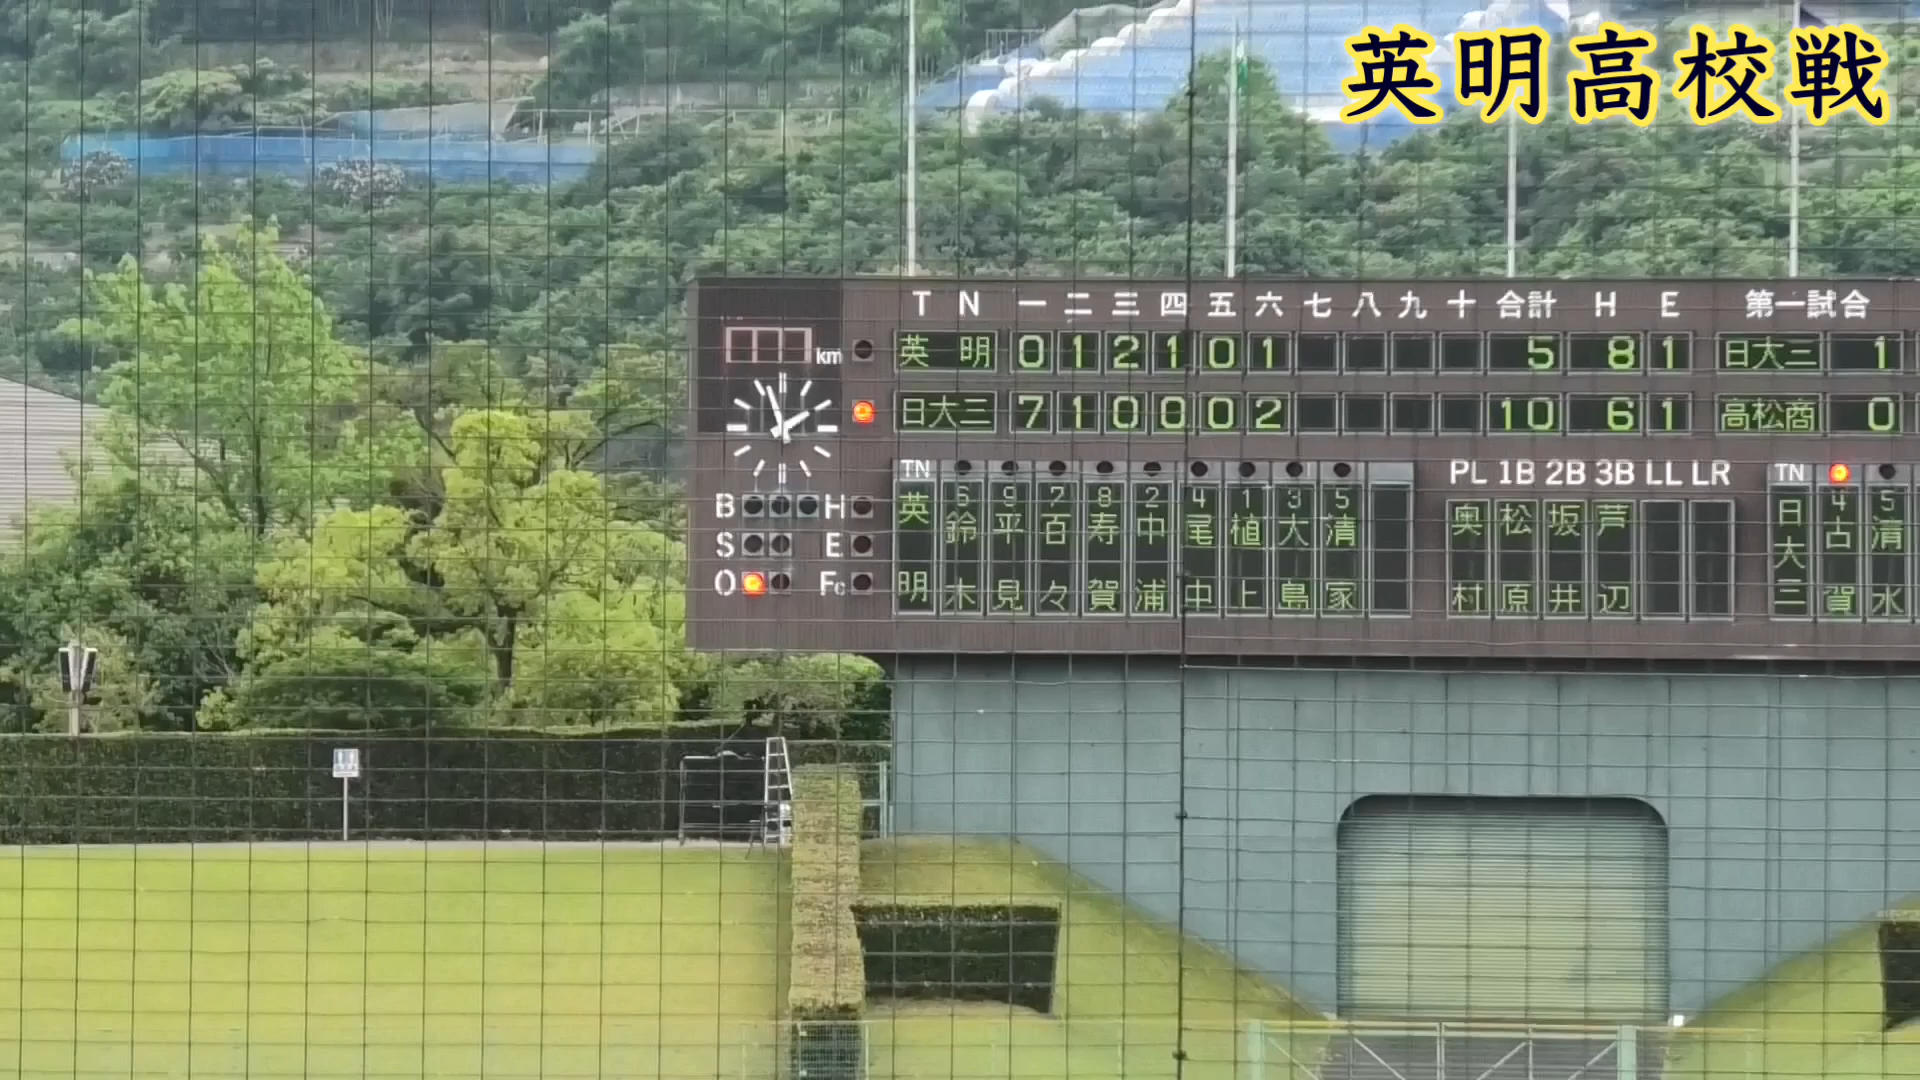 英明高校戦
T N 一 二 三 四 五 六 七 八 九 十 合計 H E 第一試合
km 英明 0 1 2 1 0 1 5 8 1 日大三 1
日大三 7 1 0 0 0 2 10 6 1 高松商 0
TN PL 1B 2B 3B LL LR TN
B H 英明 6鈴木 9平見 7百々 8寿賀 2中浦 4尾中 1植上 3大島 5清家 奥村 松原 坂井 芦辺 日大三 4古賀 5清水
S E
O Fc